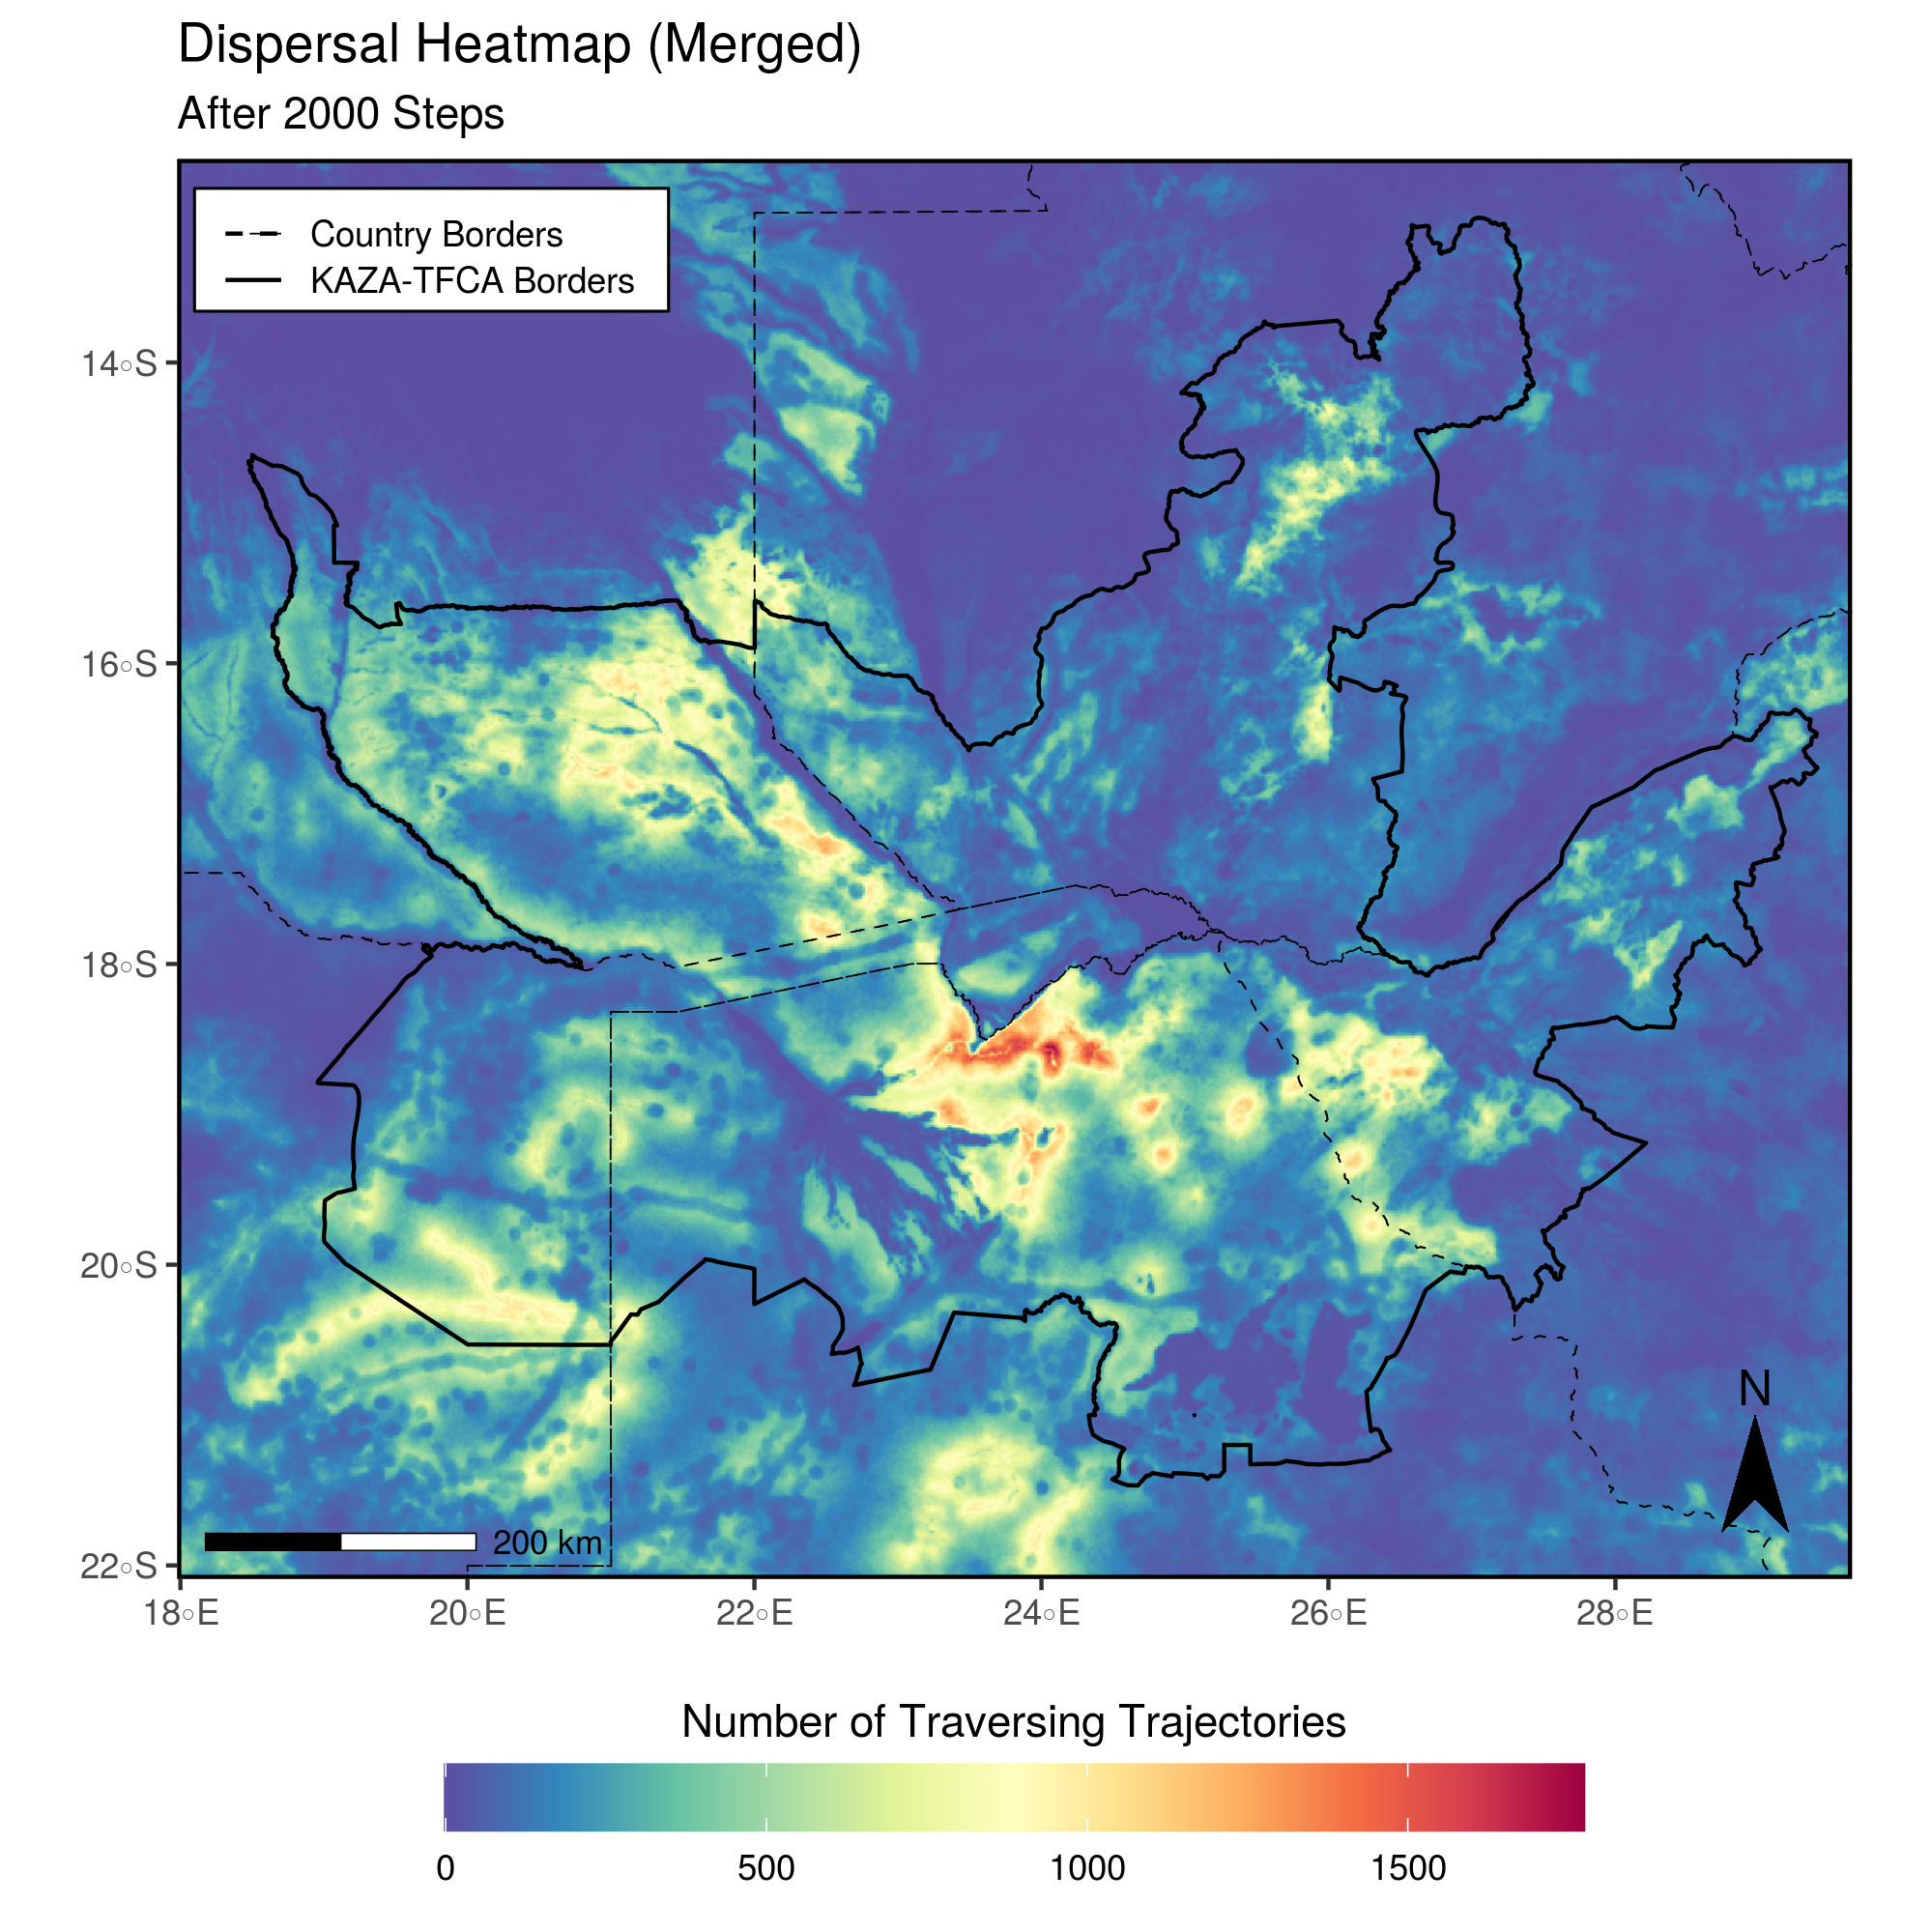 Dispersal Heatmap (Merged)
After 2000 Steps
Country Borders
KAZA-TFCA Borders
14°S
16°S
18°S
20°S
22°S
N
200 km
18°E 20°E 22°E 24°E 26°E 28°E
Number of Traversing Trajectories
0 500 1000 1500